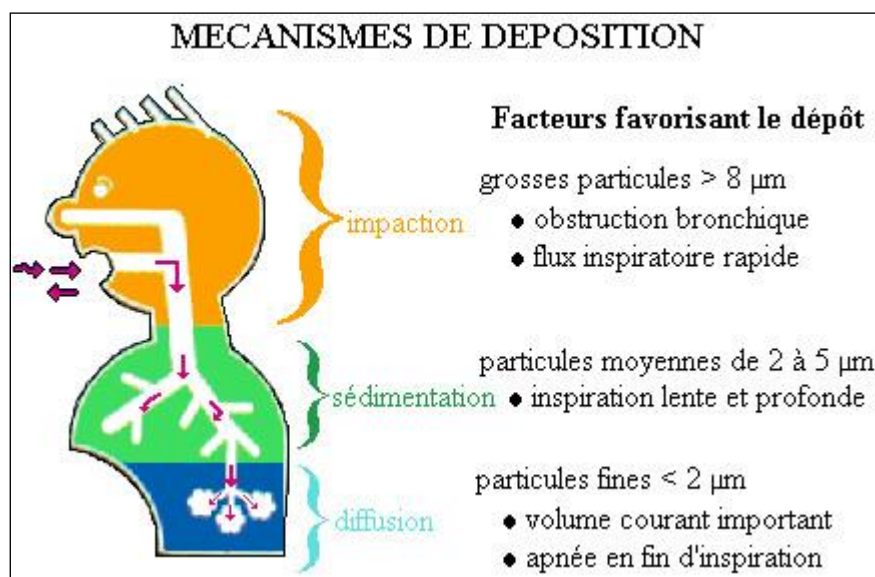 MECANISMES DE DEPOSITION
Facteurs favorisant le dépôt
impaction
grosses particules > 8 µm
● obstruction bronchique
● flux inspiratoire rapide
sédimentation
particules moyennes de 2 à 5 µm
● inspiration lente et profonde
diffusion
particules fines < 2 µm
● volume courant important
● apnée en fin d'inspiration